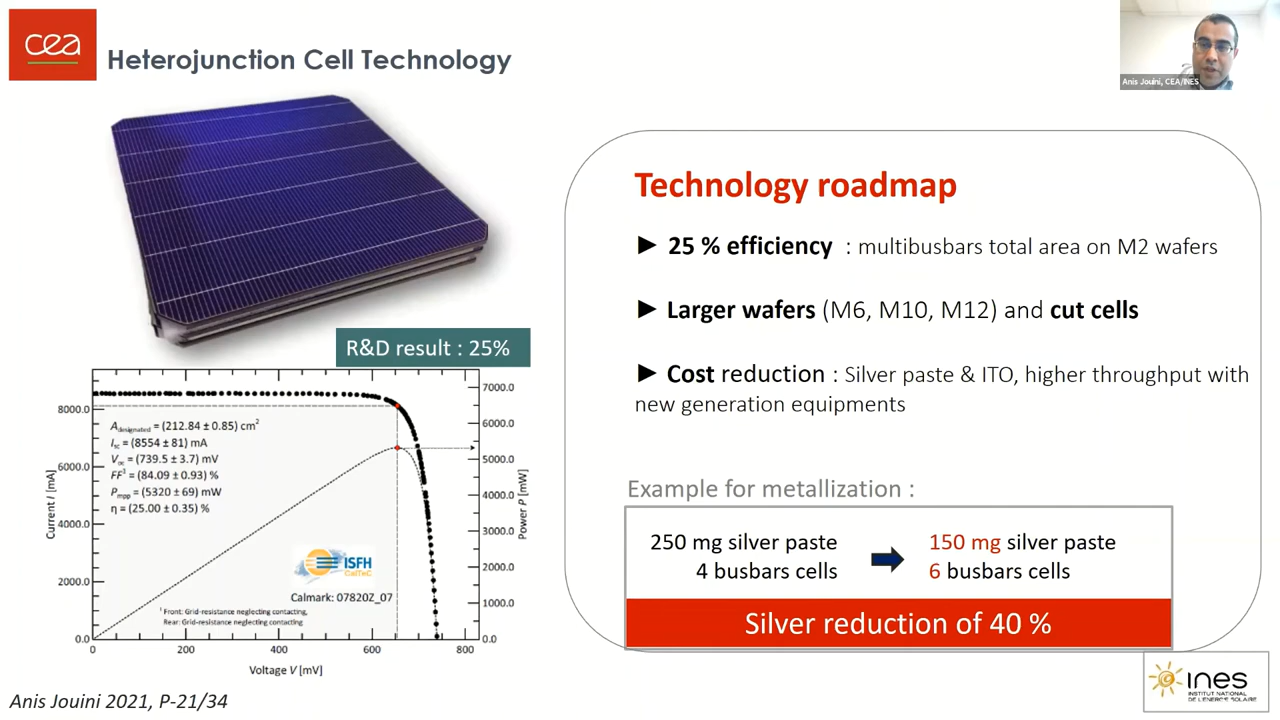 cea
Heterojunction Cell Technology
Anis Jouini, CEA/INES
R&D result : 25%
Technology roadmap
► 25 % efficiency : multibusbars total area on M2 wafers
► Larger wafers (M6, M10, M12) and cut cells
► Cost reduction : Silver paste & ITO, higher throughput with
new generation equipments
Example for metallization :
250 mg silver paste
4 busbars cells
150 mg silver paste
6 busbars cells
Silver reduction of 40 %
Current I [mA]
8000.0
6000.0
4000.0
2000.0
0.0
A designated = (212.84 ± 0.85) cm²
Isc = (8554 ± 81) mA
Voc = (739.5 ± 3.7) mV
FF¹ = (84.09 ± 0.93) %
Pmpp = (5320 ± 69) mW
η = (25.00 ± 0.35) %
ISFH
CalTeC
Calmark: 07820Z_07
¹ Front: Grid-resistance neglecting contacting,
Rear: Grid-resistance neglecting contacting
7000.0
6000.0
5000.0
4000.0
3000.0
2000.0
1000.0
0.0
Power P [mW]
0 200 400 600 800
Voltage V [mV]
Anis Jouini 2021, P-21/34
ines
INSTITUT NATIONAL
DE L'ENERGIE SOLAIRE